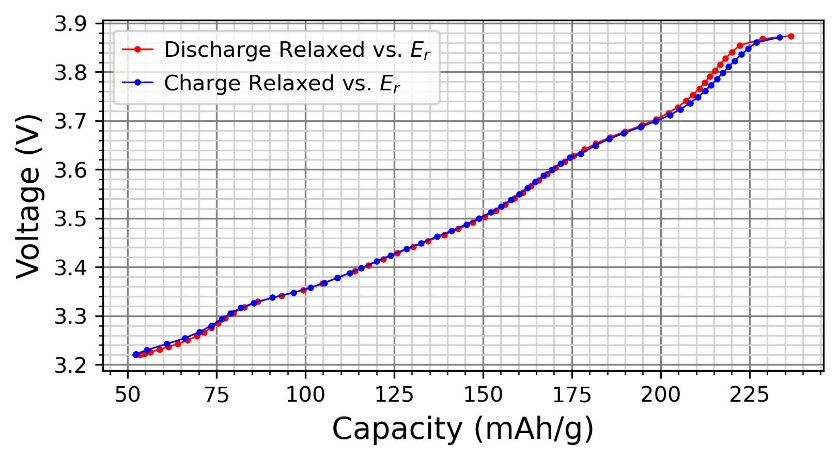 3.9
3.8
3.7
3.6
3.5
3.4
3.3
3.2
Voltage (V)
Discharge Relaxed vs. Er
Charge Relaxed vs. Er
50 75 100 125 150 175 200 225
Capacity (mAh/g)